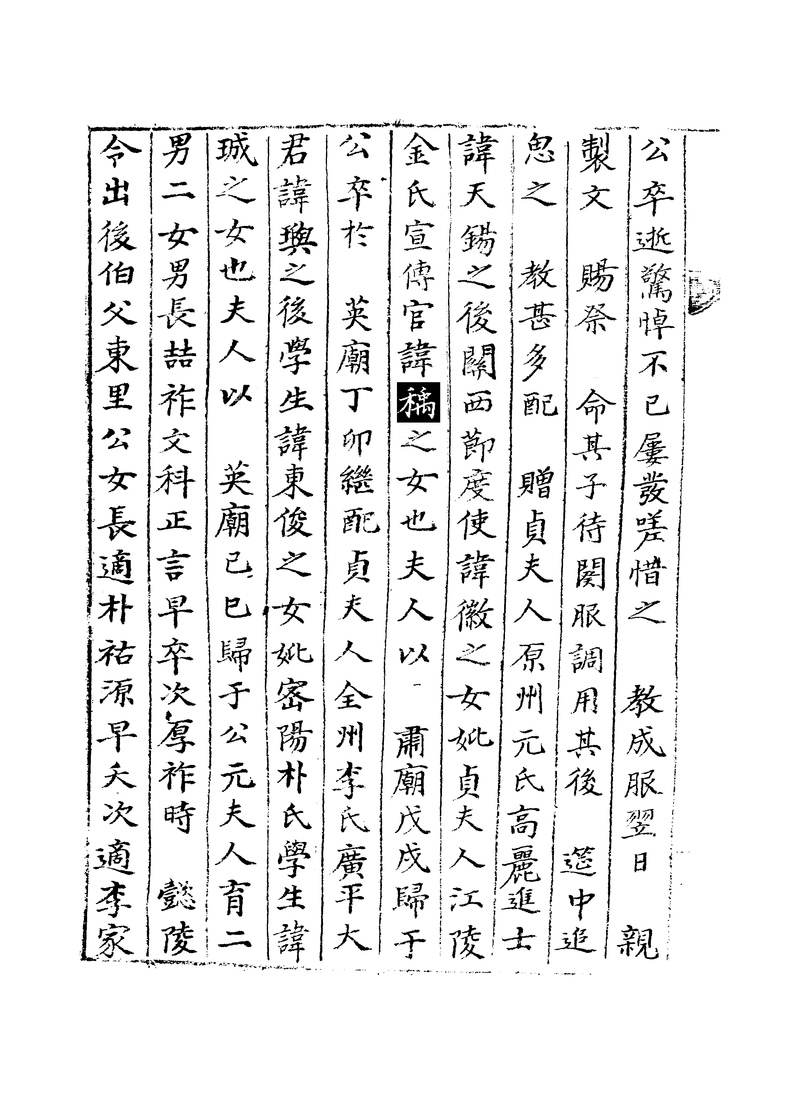 公卒逝驚悼不已屢發嗟惜之　教成服翌日　親
製文　賜祭　命其子待闋服調用其後　筵中追
思之　教甚多配　贈貞夫人原州元氏高麗進士
諱天錫之後關西節度使諱徽之女妣貞夫人江陵
金氏宣傳官諱稱之女也夫人以　肅廟戊戌歸于
公卒於　英廟丁卯繼配貞夫人全州李氏廣平大
君諱璵之後學生諱東俊之女妣密陽朴氏學生諱
珹之女也夫人以　英廟己巳歸于公元夫人育二
男二女男長喆祚文科正言早卒次厚祚時　懿陵
令出後伯父東里公女長適朴祐源早夭次適李家